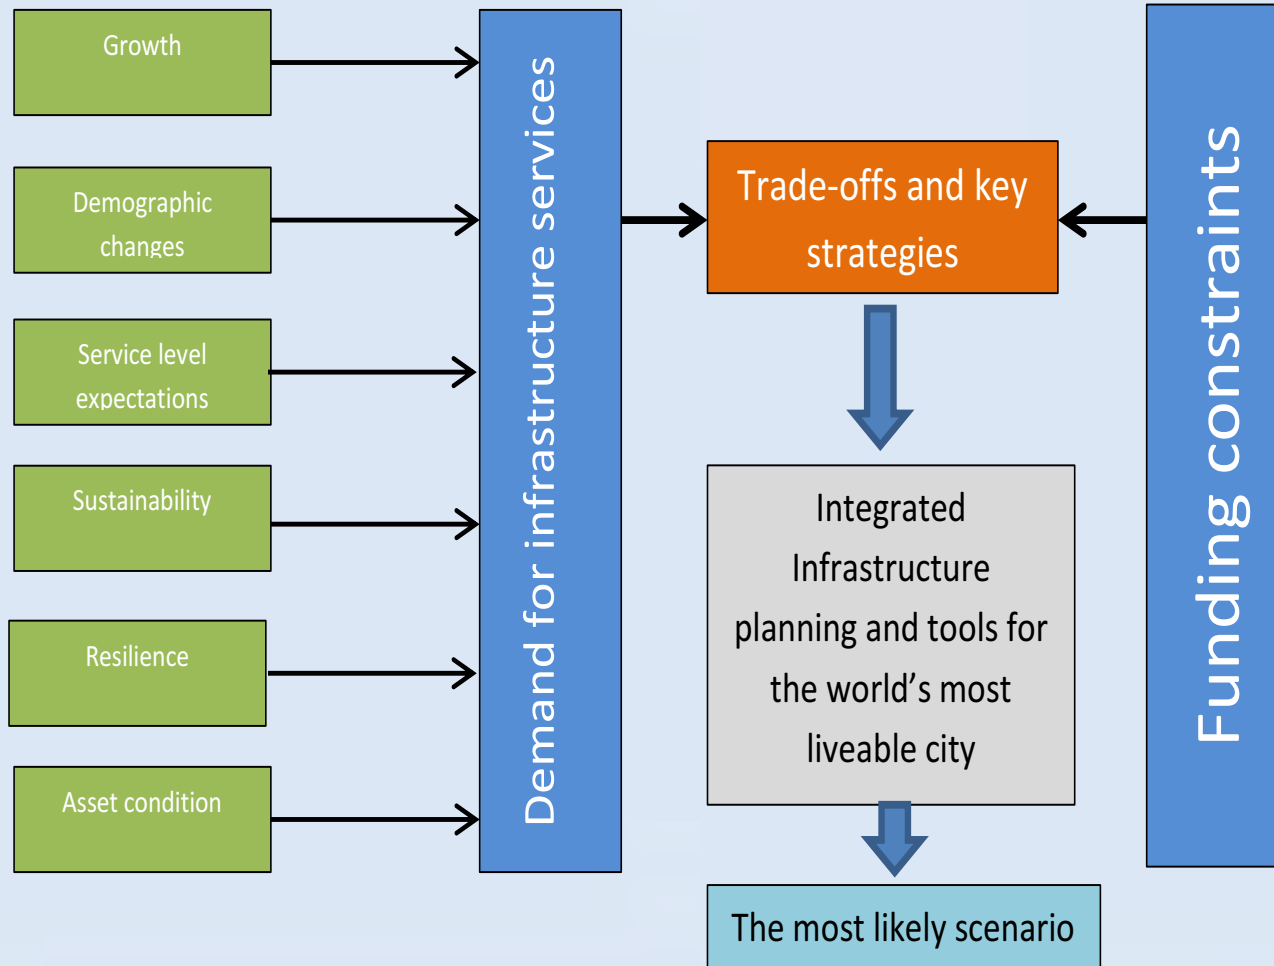 Growth
Demographic
changes
Service level
expectations
Sustainability
Resilience
Asset condition
Demand for infrastructure services
Trade-offs and key
strategies
Integrated
Infrastructure
planning and tools for
the world’s most
liveable city
The most likely scenario
Funding constraints